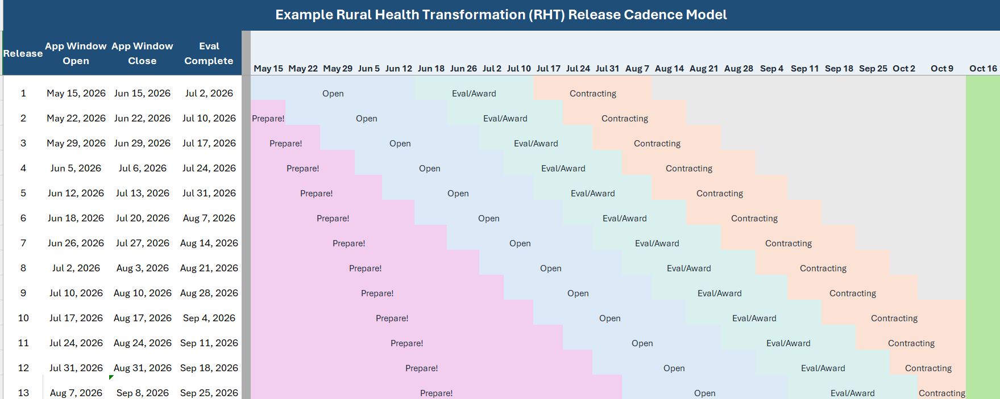 Example Rural Health Transformation (RHT) Release Cadence Model
Release App Window Open App Window Close Eval Complete May 15 May 22 May 29 Jun 5 Jun 12 Jun 18 Jun 26 Jul 2 Jul 10 Jul 17 Jul 24 Jul 31 Aug 7 Aug 14 Aug 21 Aug 28 Sep 4 Sep 11 Sep 18 Sep 25 Oct 2 Oct 9 Oct 16
1 May 15, 2026 Jun 15, 2026 Jul 2, 2026 Open Eval/Award Contracting
2 May 22, 2026 Jun 22, 2026 Jul 10, 2026 Prepare! Open Eval/Award Contracting
3 May 29, 2026 Jun 29, 2026 Jul 17, 2026 Prepare! Open Eval/Award Contracting
4 Jun 5, 2026 Jul 6, 2026 Jul 24, 2026 Prepare! Open Eval/Award Contracting
5 Jun 12, 2026 Jul 13, 2026 Jul 31, 2026 Prepare! Open Eval/Award Contracting
6 Jun 18, 2026 Jul 20, 2026 Aug 7, 2026 Prepare! Open Eval/Award Contracting
7 Jun 26, 2026 Jul 27, 2026 Aug 14, 2026 Prepare! Open Eval/Award Contracting
8 Jul 2, 2026 Aug 3, 2026 Aug 21, 2026 Prepare! Open Eval/Award Contracting
9 Jul 10, 2026 Aug 10, 2026 Aug 28, 2026 Prepare! Open Eval/Award Contracting
10 Jul 17, 2026 Aug 17, 2026 Sep 4, 2026 Prepare! Open Eval/Award Contracting
11 Jul 24, 2026 Aug 24, 2026 Sep 11, 2026 Prepare! Open Eval/Award Contracting
12 Jul 31, 2026 Aug 31, 2026 Sep 18, 2026 Prepare! Open Eval/Award Contracting
13 Aug 7, 2026 Sep 8, 2026 Sep 25, 2026 Prepare! Open Eval/Award Contracting